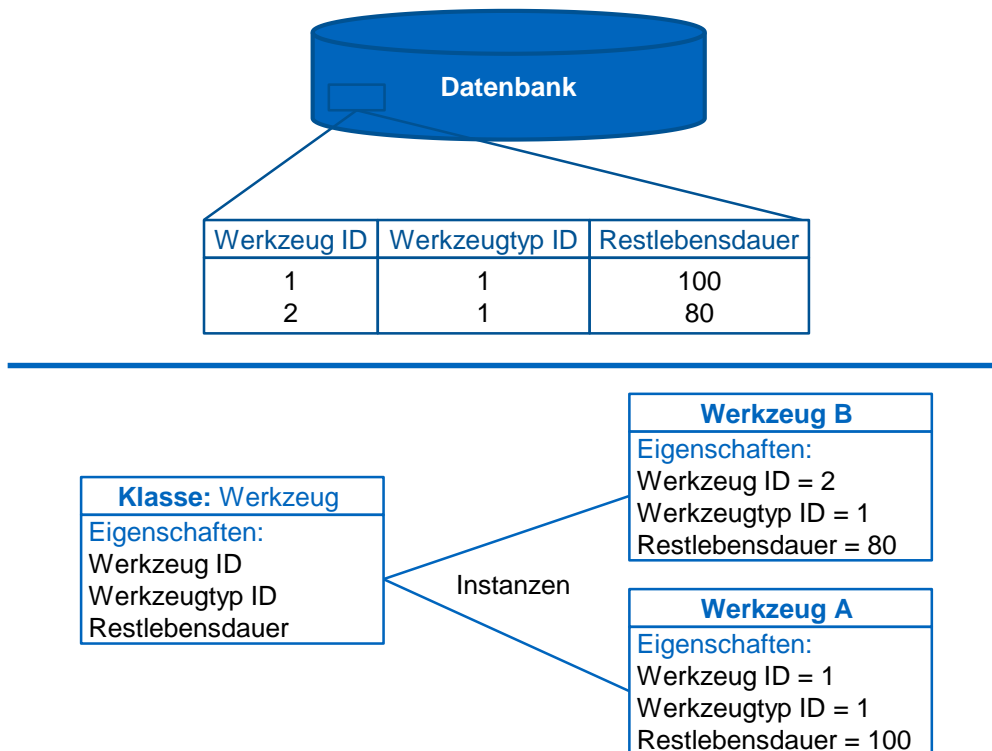 Datenbank
Werkzeug ID Werkzeugtyp ID Restlebensdauer
1 1 100
2 1 80
Klasse: Werkzeug
Eigenschaften:
Werkzeug ID
Werkzeugtyp ID
Restlebensdauer
Instanzen
Werkzeug B
Eigenschaften:
Werkzeug ID = 2
Werkzeugtyp ID = 1
Restlebensdauer = 80
Werkzeug A
Eigenschaften:
Werkzeug ID = 1
Werkzeugtyp ID = 1
Restlebensdauer = 100